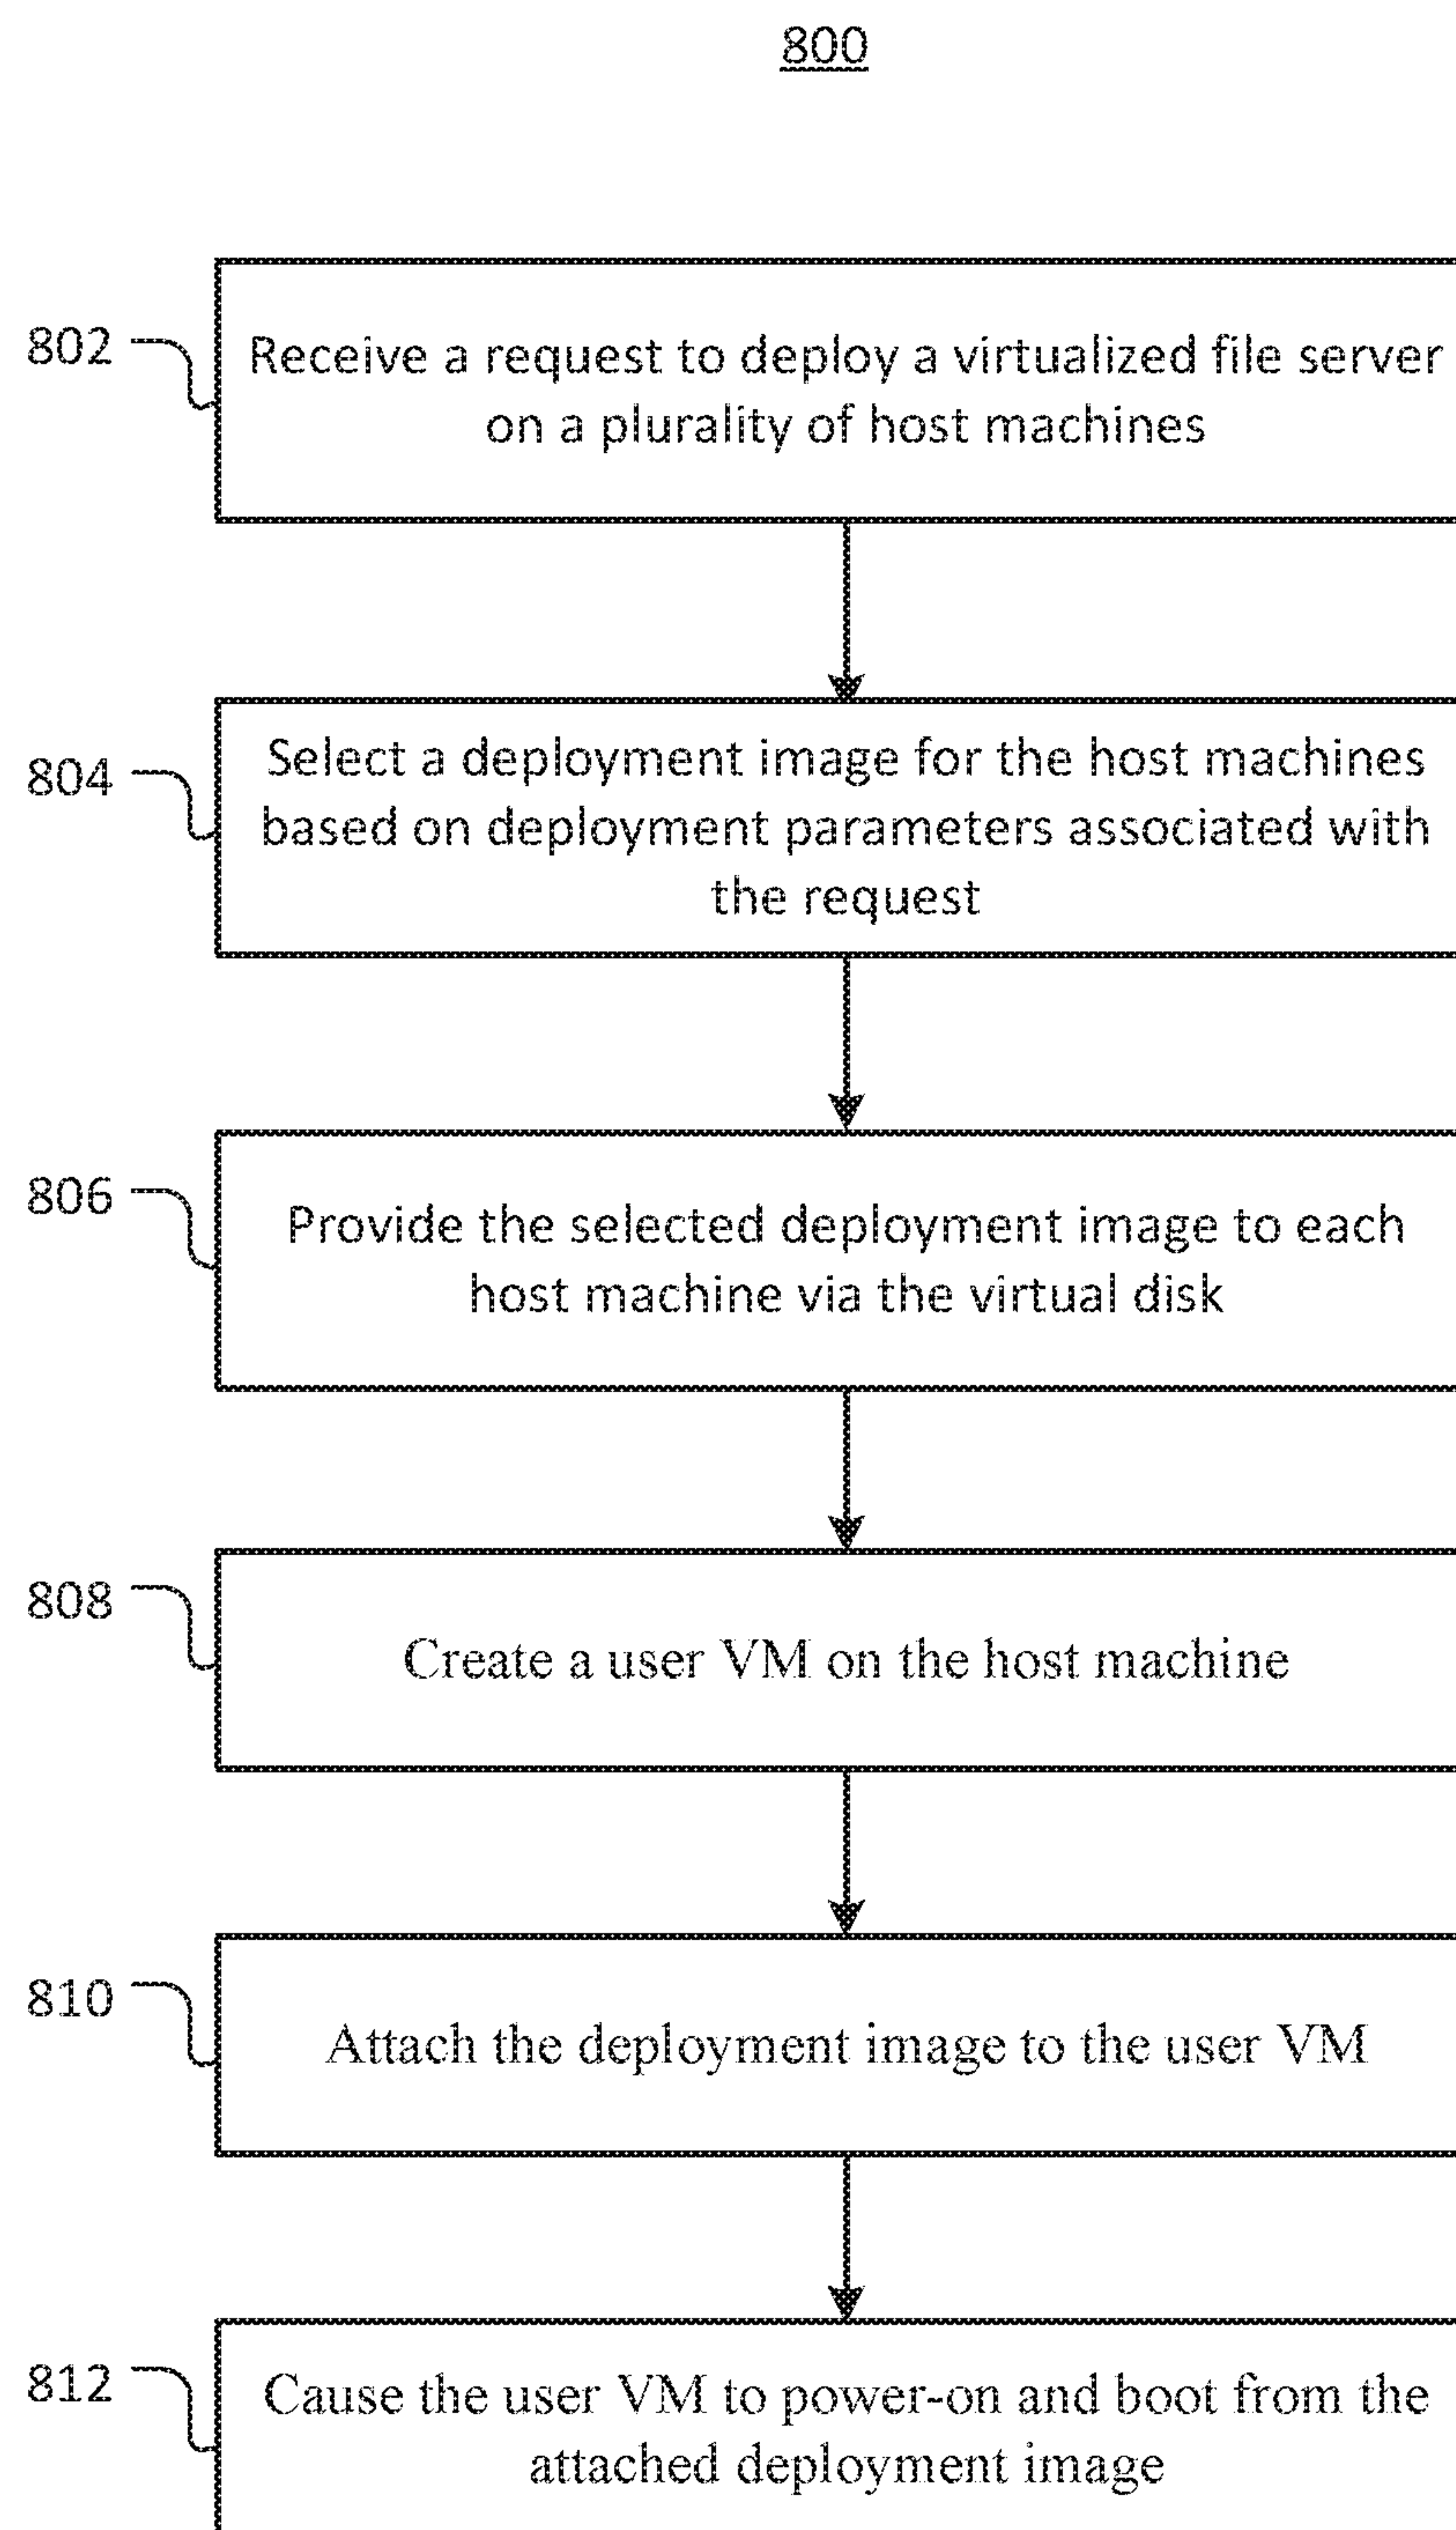 800
802
Receive a request to deploy a virtualized file server
on a plurality of host machines
804
Select a deployment image for the host machines
based on deployment parameters associated with
the request
806
Provide the selected deployment image to each
host machine via the virtual disk
808
Create a user VM on the host machine
810
Attach the deployment image to the user VM
812
Cause the user VM to power-on and boot from the
attached deployment image